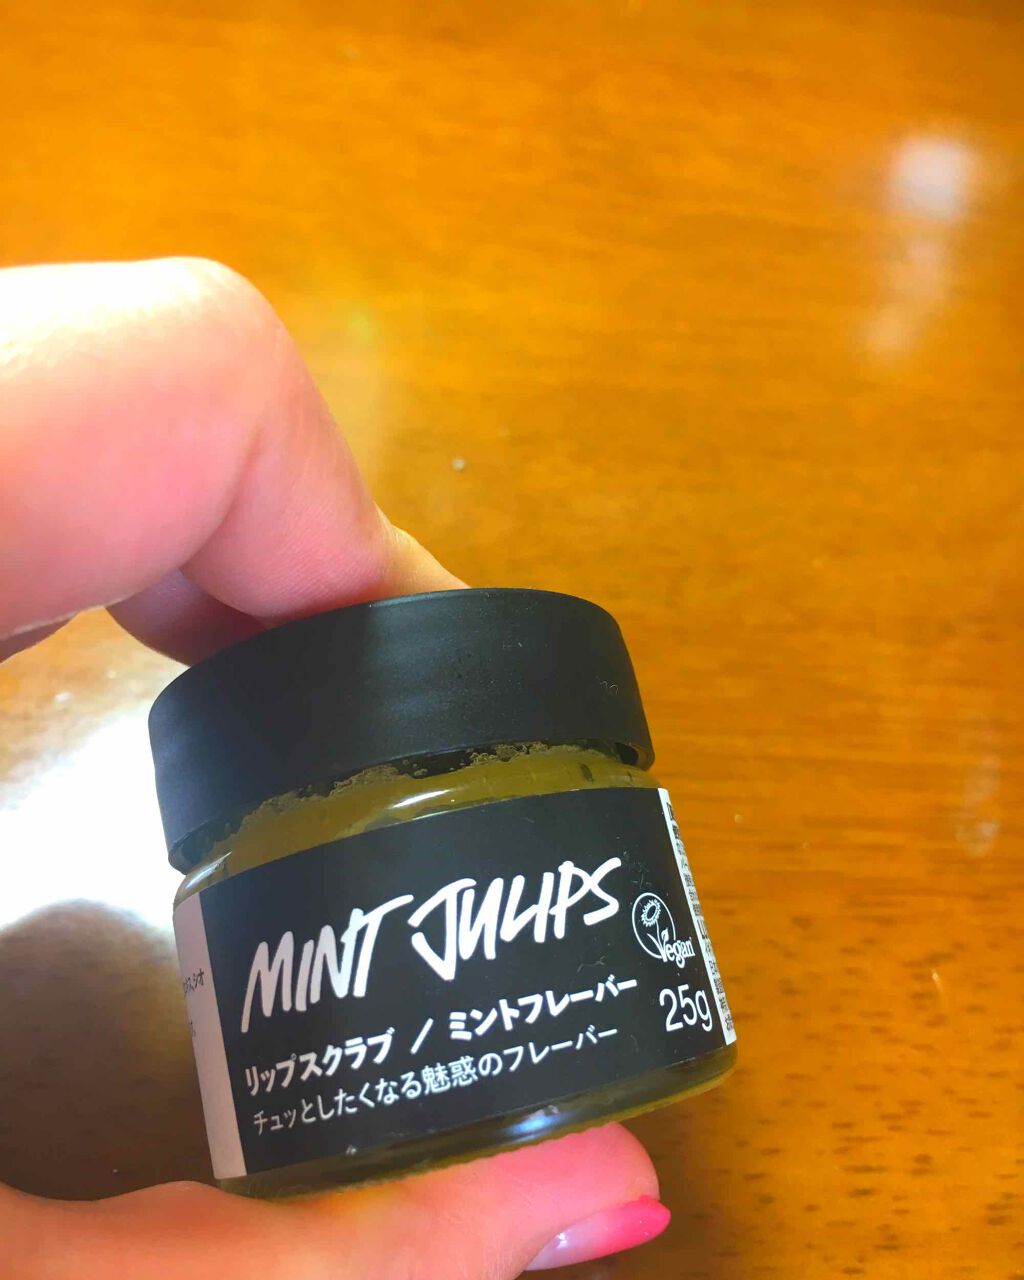 MINT JULIPS
Vegan
リップスクラブ / ミントフレーバー
チュッとしたくなる魅惑のフレーバー
25g